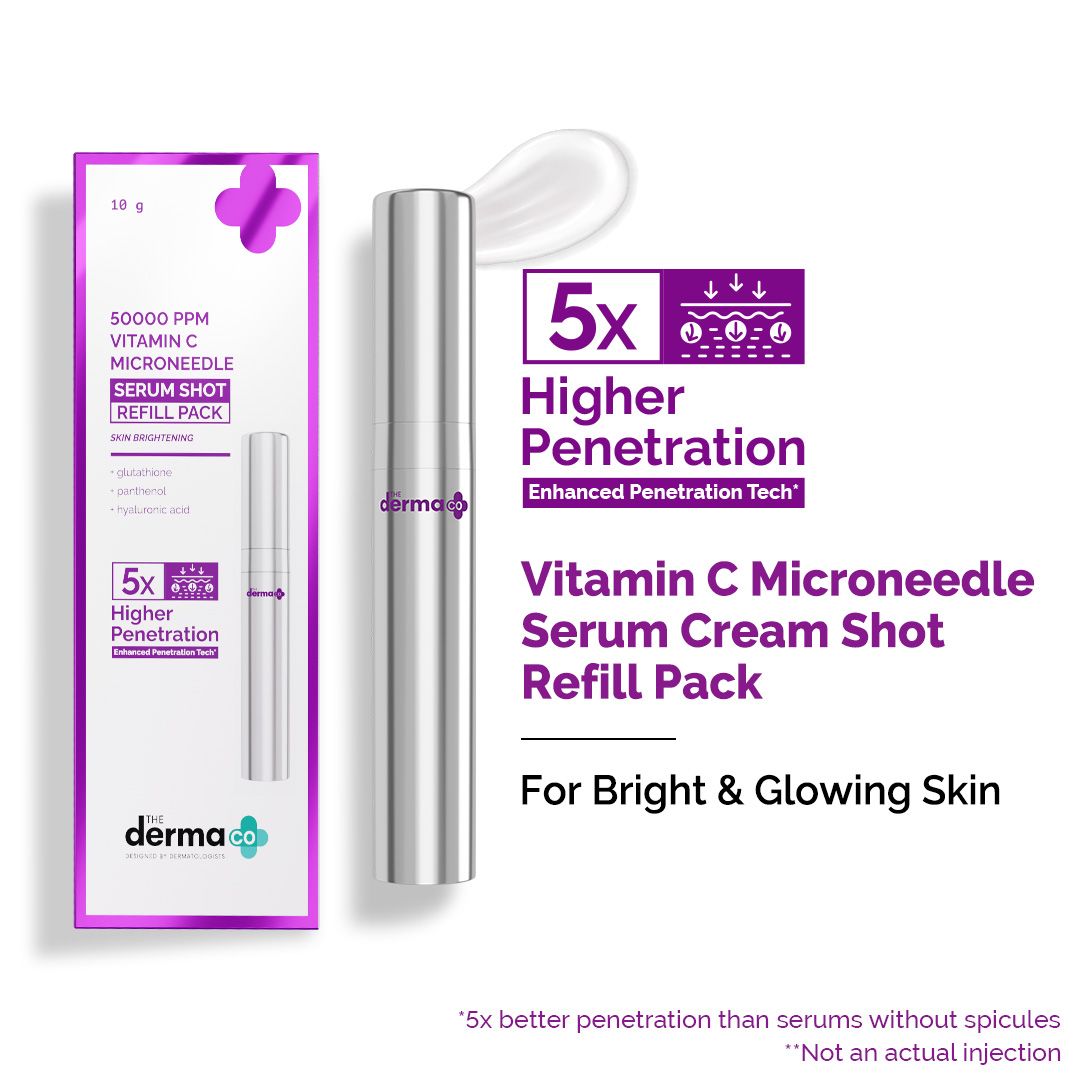 10 g
50000 PPM
VITAMIN C
MICRONEEDLE
SERUM SHOT
REFILL PACK
SKIN BRIGHTENING
+ glutathione
+ panthenol
+ hyaluronic acid
5x
Higher
Penetration
Enhanced Penetration Tech*
THE
derma co
THE
derma co
DESIGNED BY DERMATOLOGISTS
THE
derma co
5x
Higher
Penetration
Enhanced Penetration Tech*
Vitamin C Microneedle
Serum Cream Shot
Refill Pack
For Bright & Glowing Skin
*5x better penetration than serums without spicules
**Not an actual injection